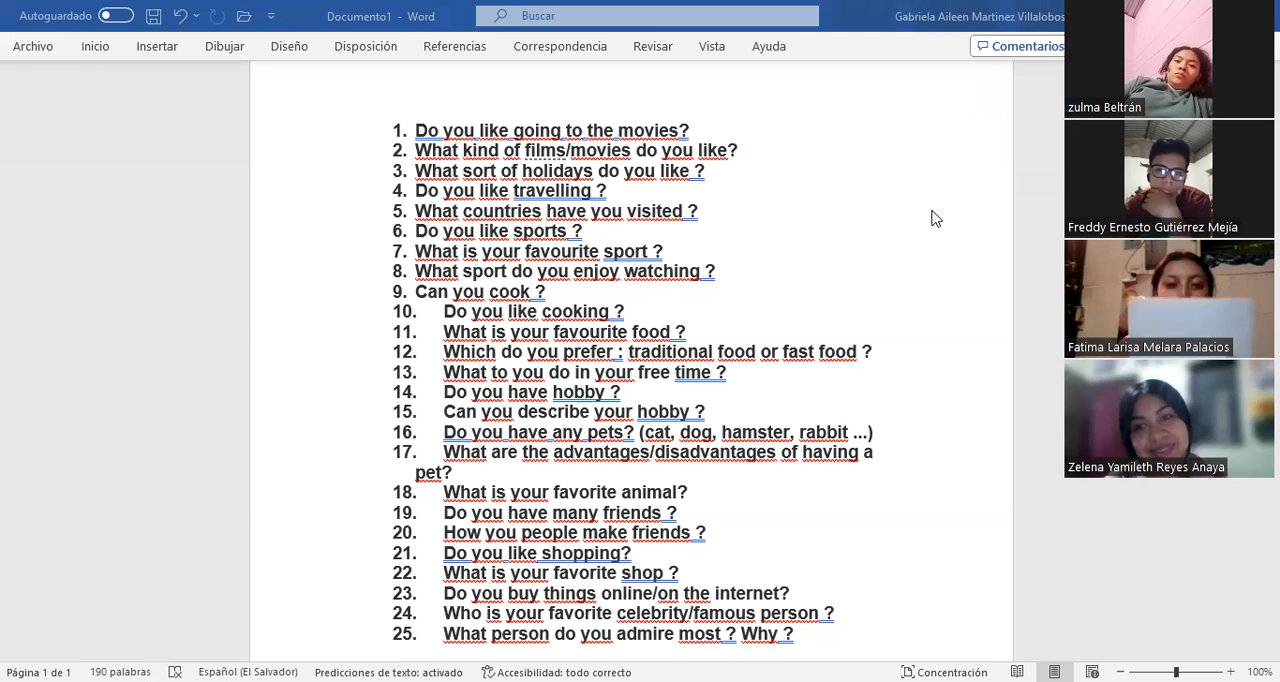 Autoguardado
Documento1 - Word
Buscar
Gabriela Aileen Martinez Villalobos
Archivo Inicio Insertar Dibujar Diseño Disposición Referencias Correspondencia Revisar Vista Ayuda
Comentarios
1. Do you like going to the movies?
2. What kind of films/movies do you like?
3. What sort of holidays do you like ?
4. Do you like travelling ?
5. What countries have you visited ?
6. Do you like sports ?
7. What is your favourite sport ?
8. What sport do you enjoy watching ?
9. Can you cook ?
10. Do you like cooking ?
11. What is your favourite food ?
12. Which do you prefer : traditional food or fast food ?
13. What to you do in your free time ?
14. Do you have hobby ?
15. Can you describe your hobby ?
16. Do you have any pets? (cat, dog, hamster, rabbit ...)
17. What are the advantages/disadvantages of having a
pet?
18. What is your favorite animal?
19. Do you have many friends ?
20. How you people make friends ?
21. Do you like shopping?
22. What is your favorite shop ?
23. Do you buy things online/on the internet?
24. Who is your favorite celebrity/famous person ?
25. What person do you admire most ? Why ?
zulma Beltrán
Freddy Ernesto Gutiérrez Mejía
Fatima Larisa Melara Palacios
Zelena Yamileth Reyes Anaya
Página 1 de 1
190 palabras
Español (El Salvador)
Predicciones de texto: activado
Accesibilidad: todo correcto
Concentración
100%